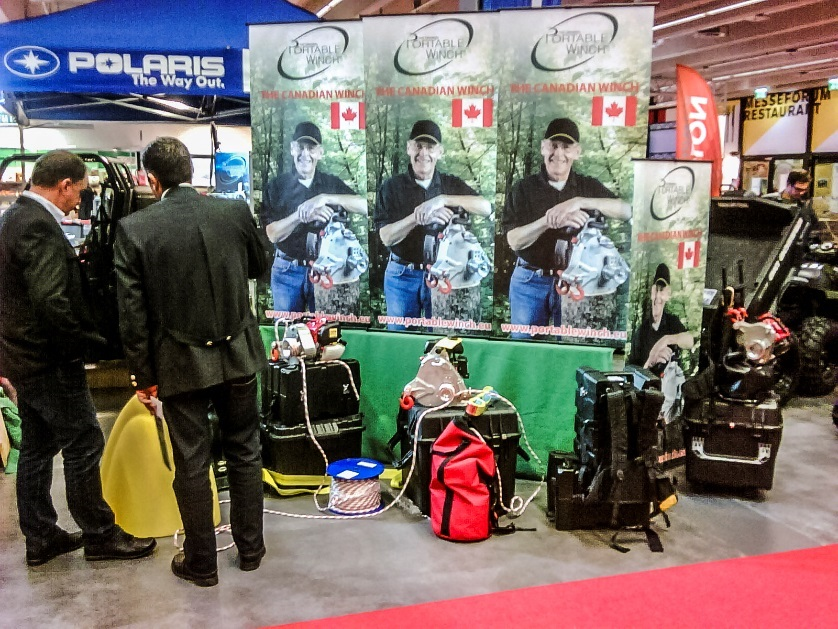 POLARIS
The Way Out.
PORTABLE
WINCH
THE CANADIAN WINCH
www.portablewinch.eu
PORTABLE
WINCH
THE CANADIAN WINCH
www.portablewinch.eu
PORTABLE
WINCH
THE CANADIAN WINCH
www.portablewinch.eu
PORTABLE
WINCH
THE CANADIAN WINCH
MESSEFORUM
RESTAURANT